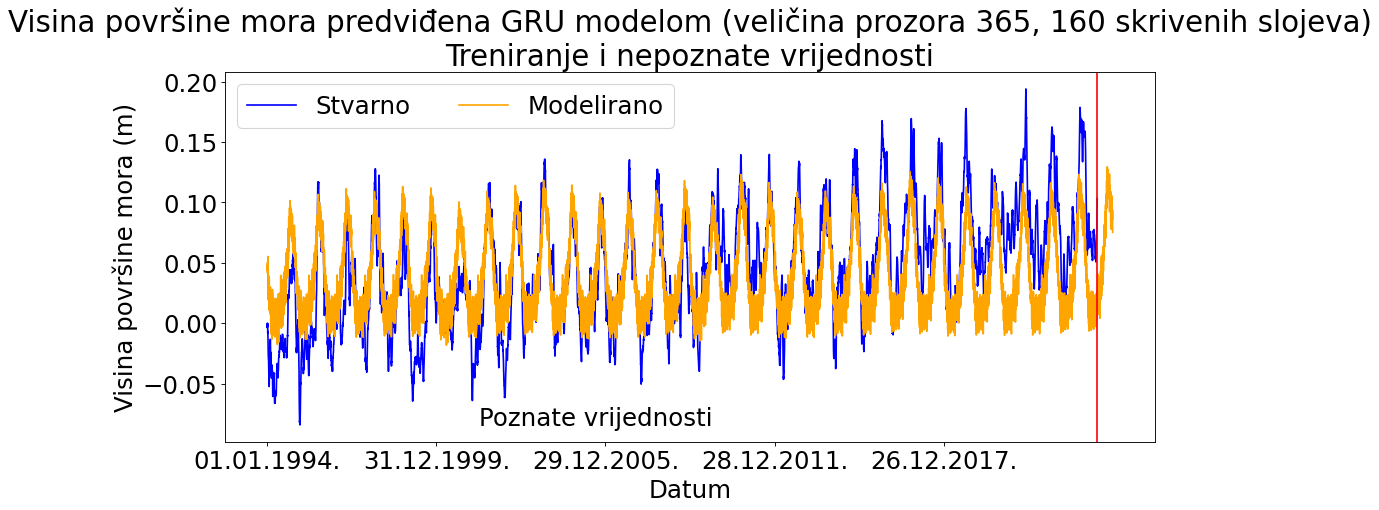 Visina površine mora predviđena GRU modelom (veličina prozora 365, 160 skrivenih slojeva)
Treniranje i nepoznate vrijednosti
Stvarno
Modelirano
Visina površine mora (m)
0.20
0.15
0.10
0.05
0.00
−0.05
Poznate vrijednosti
01.01.1994.
31.12.1999.
29.12.2005.
28.12.2011.
26.12.2017.
Datum